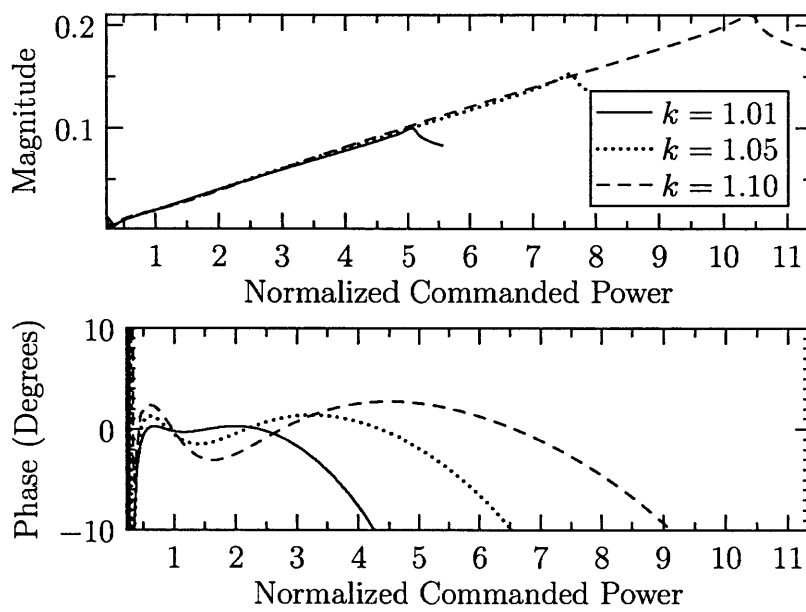 0.2
0.1
Magnitude
k = 1.01
k = 1.05
k = 1.10
1 2 3 4 5 6 7 8 9 10 11
Normalized Commanded Power
10
0
−10
Phase (Degrees)
1 2 3 4 5 6 7 8 9 10 11
Normalized Commanded Power